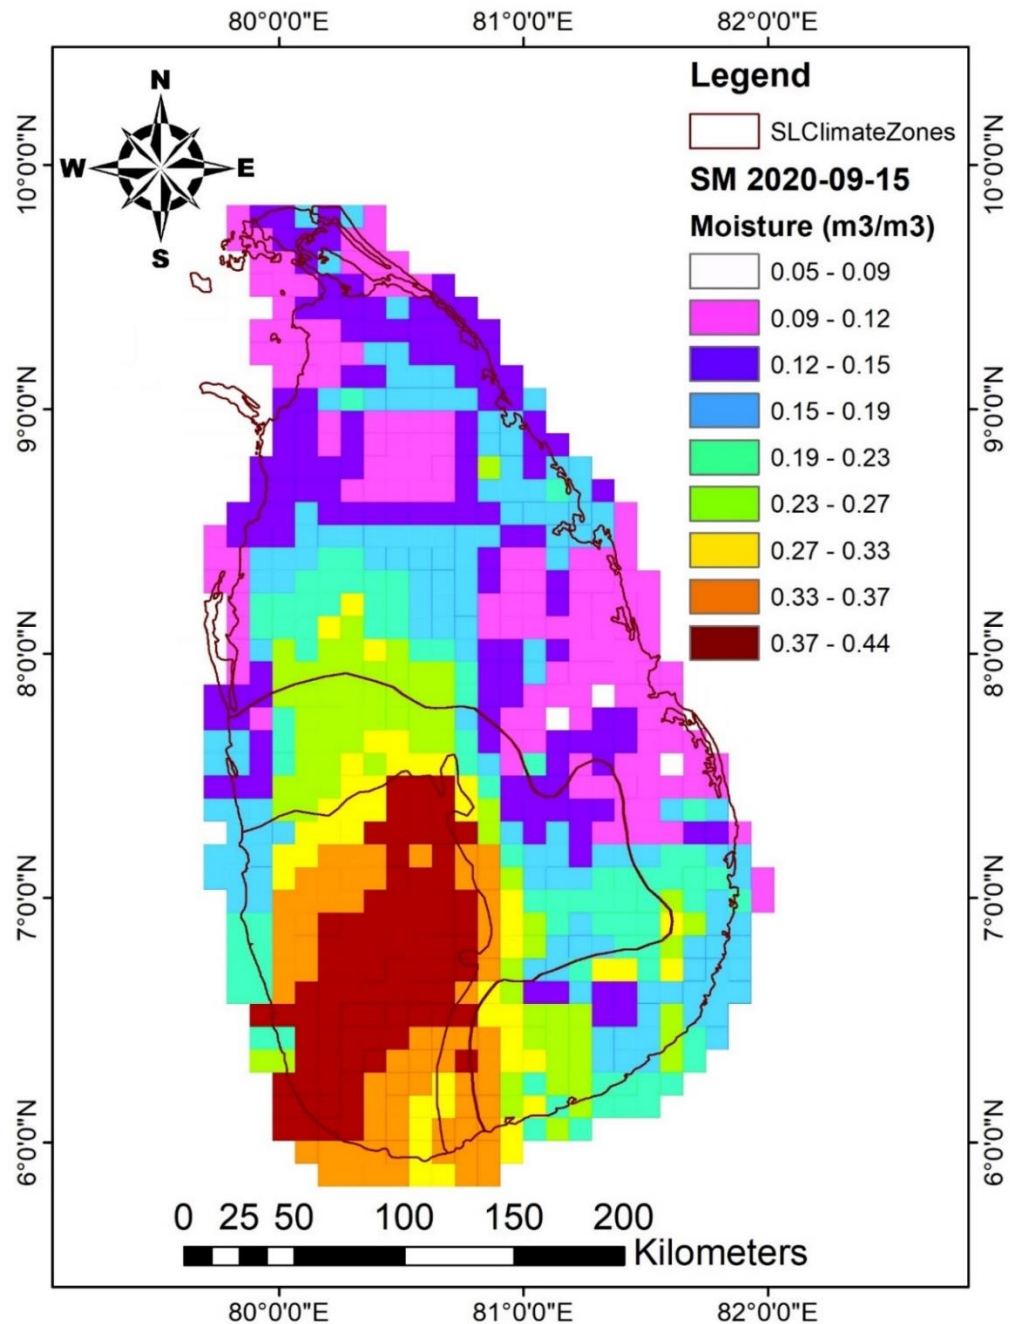 80°0'0"E 81°0'0"E 82°0'0"E
N
W E
S
Legend
SLClimateZones
SM 2020-09-15
Moisture (m3/m3)
0.05 - 0.09
0.09 - 0.12
0.12 - 0.15
0.15 - 0.19
0.19 - 0.23
0.23 - 0.27
0.27 - 0.33
0.33 - 0.37
0.37 - 0.44
10°0'0"N 10°0'0"N
9°0'0"N 9°0'0"N
8°0'0"N 8°0'0"N
7°0'0"N 7°0'0"N
6°0'0"N 6°0'0"N
0 25 50 100 150 200
Kilometers
80°0'0"E 81°0'0"E 82°0'0"E